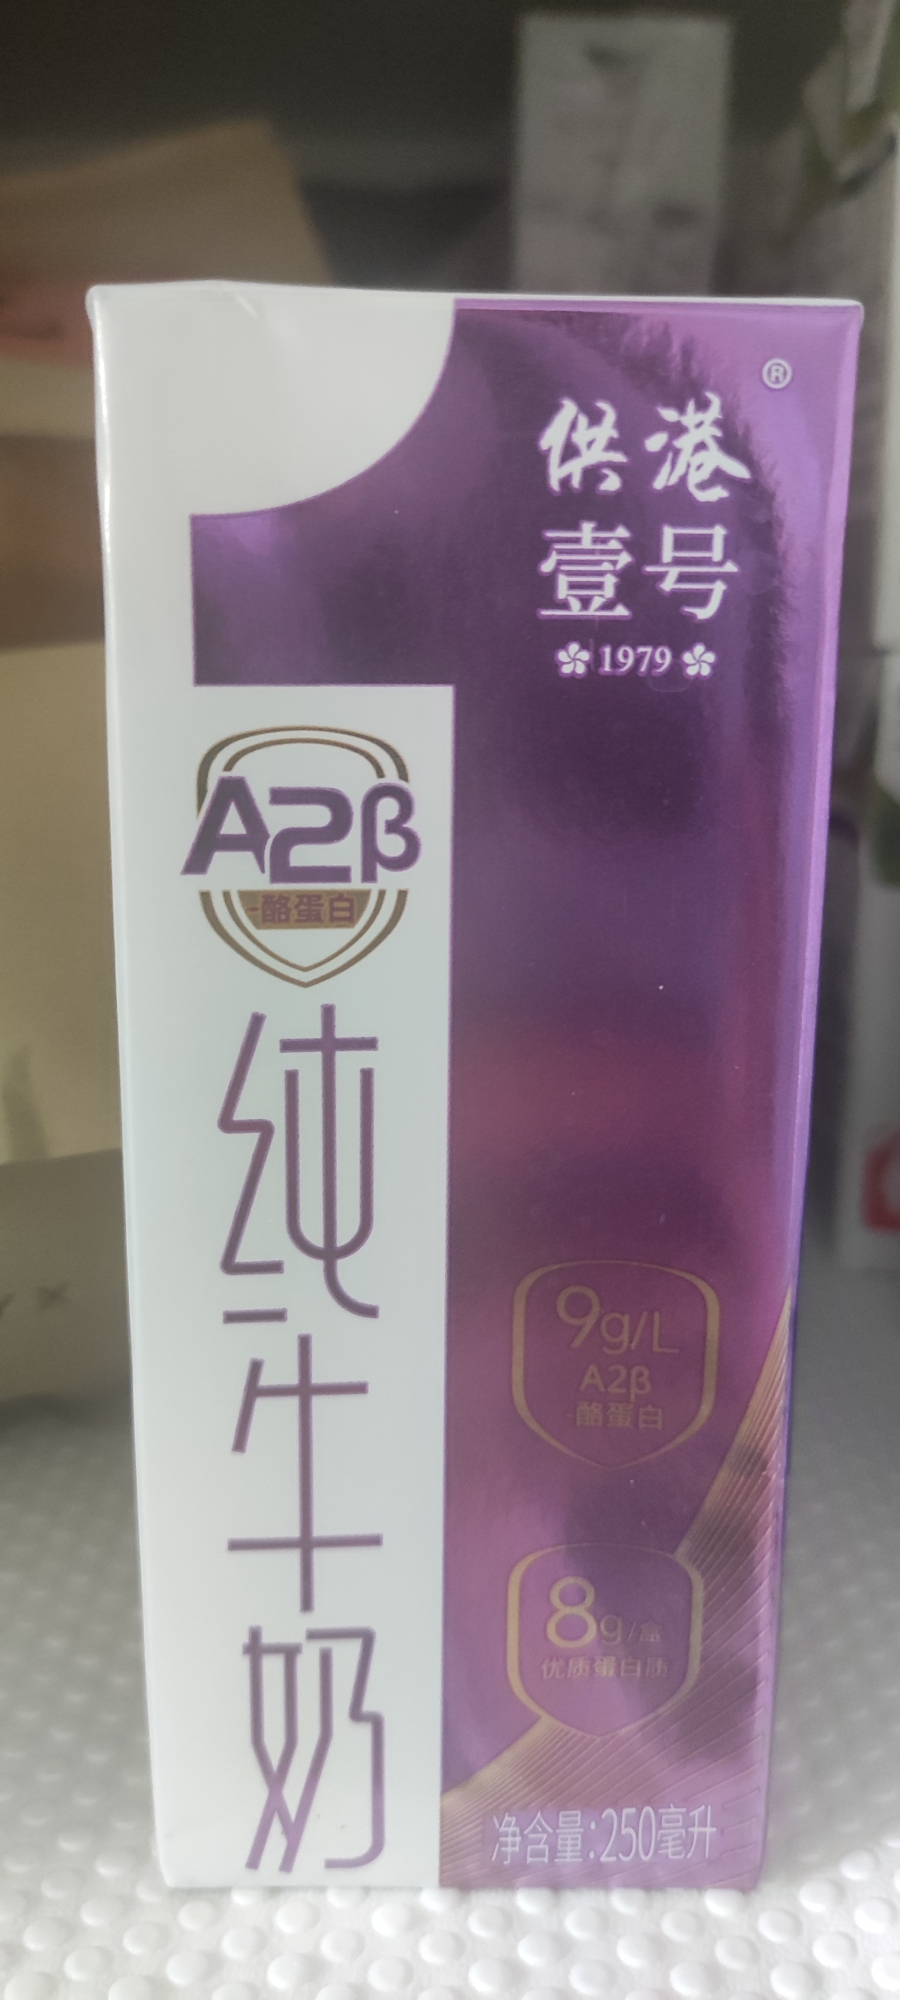 供港
壹号
®
1979
A2β
-酪蛋白
纯牛奶
9g/L
A2β
-酪蛋白
8g/盒
优质蛋白质
净含量:250毫升